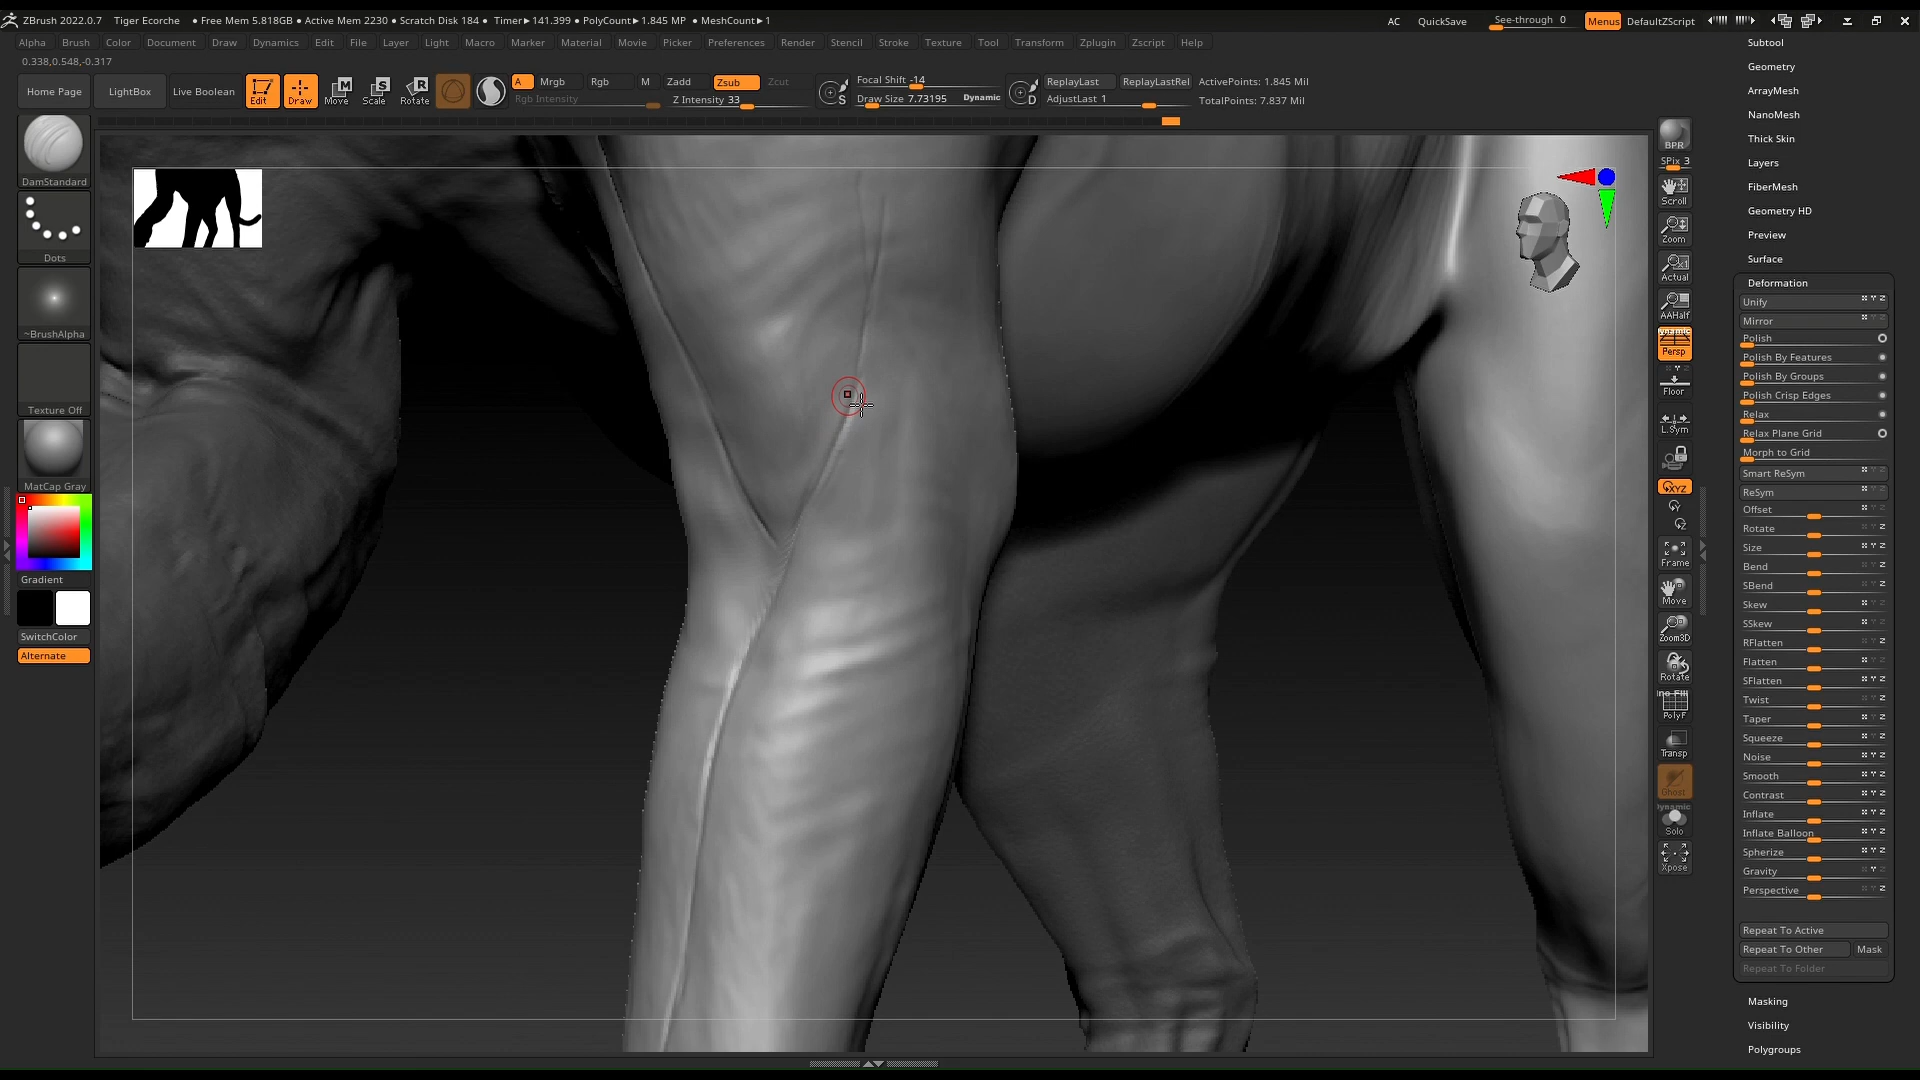 ZBrush 2022.0.7 Tiger Ecorche • Free Mem 5.818GB • Active Mem 2230 • Scratch Disk 184 • Timer▸141.399 • PolyCount▸1.845 MP • MeshCount▸1
AC QuickSave See-through 0 Menus DefaultZScript
Alpha Brush Color Document Draw Dynamics Edit File Layer Light Macro Marker Material Movie Picker Preferences Render Stencil Stroke Texture Tool Transform Zplugin Zscript Help
0.338,0.548,-0.317
Home Page LightBox Live Boolean Edit Draw Move Scale Rotate
A Mrgb Rgb M Zadd Zsub Zcut
Rgb Intensity Z Intensity 33
Focal Shift -14
Draw Size 7.73195 Dynamic
S
D
ReplayLast ReplayLastRel ActivePoints: 1.845 Mil
AdjustLast 1 TotalPoints: 7.837 Mil
DamStandard
Dots
~BrushAlpha
Texture Off
MatCap Gray
Gradient
SwitchColor
Alternate
BPR
SPix 3
Scroll
Zoom
Actual
AAHalf
Persp
Floor
L.Sym
XYZ
Frame
Move
Zoom3D
Rotate
PolyF
Transp
Ghost
Dynamic
Solo
Xpose
Subtool
Geometry
ArrayMesh
NanoMesh
Thick Skin
Layers
FiberMesh
Geometry HD
Preview
Surface
Deformation
Unify
Mirror
Polish
Polish By Features
Polish By Groups
Polish Crisp Edges
Relax
Relax Plane Grid
Morph to Grid
Smart ReSym
ReSym
Offset
Rotate
Size
Bend
SBend
Skew
SSkew
RFlatten
Flatten
SFlatten
Twist
Taper
Squeeze
Noise
Smooth
Contrast
Inflate
Inflate Balloon
Spherize
Gravity
Perspective
Repeat To Active
Repeat To Other Mask
Repeat To Folder
Masking
Visibility
Polygroups